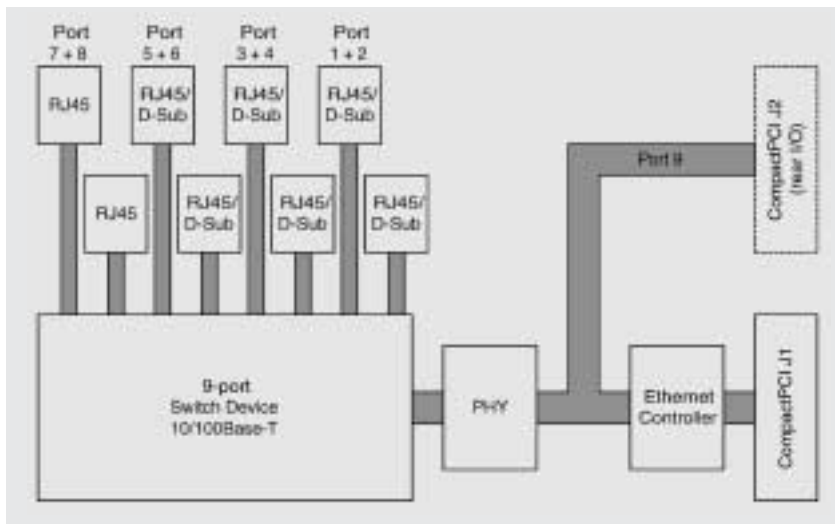 Port
7 + 8
Port
5 + 6
Port
3 + 4
Port
1 + 2
RJ45
RJ45/
D-Sub
RJ45/
D-Sub
RJ45/
D-Sub
RJ45
RJ45/
D-Sub
RJ45/
D-Sub
RJ45/
D-Sub
Port 9
CompactPCI J2
(rear I/O)
9-port
Switch Device
10/100Base-T
PHY
Ethernet
Controller
CompactPCI J1